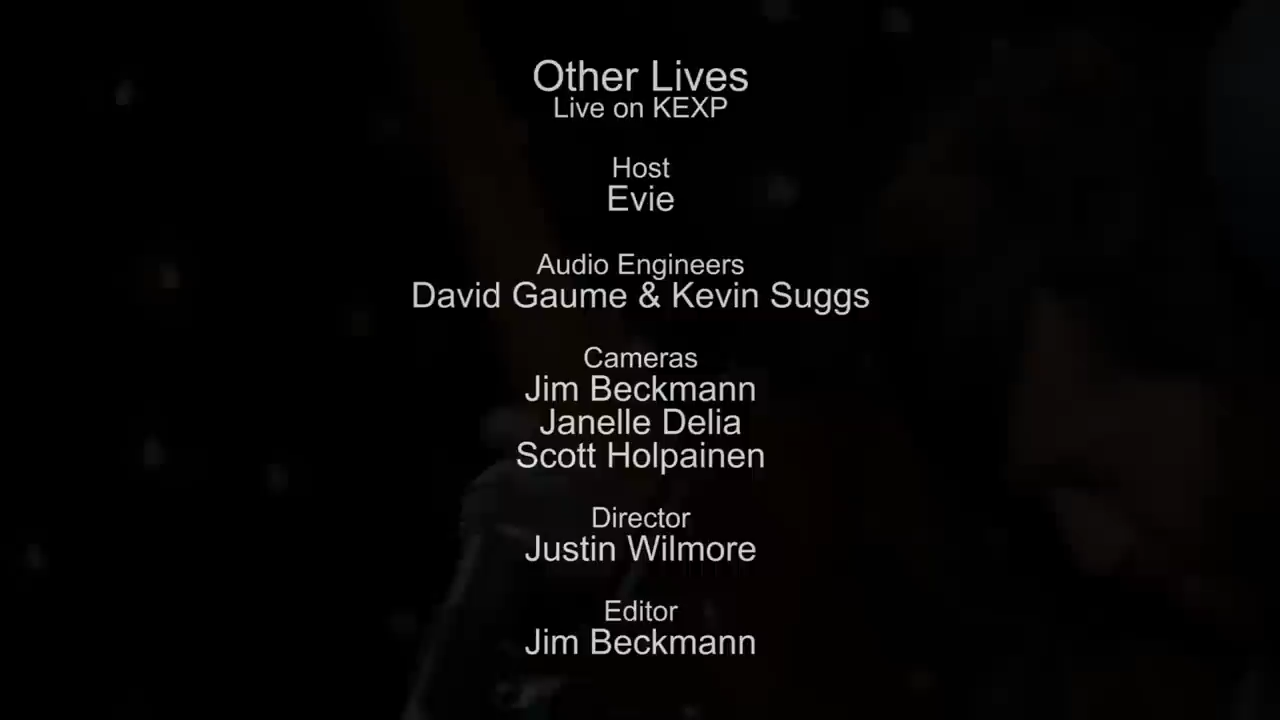 Other Lives
Live on KEXP
Host
Evie
Audio Engineers
David Gaume & Kevin Suggs
Cameras
Jim Beckmann
Janelle Delia
Scott Holpainen
Director
Justin Wilmore
Editor
Jim Beckmann